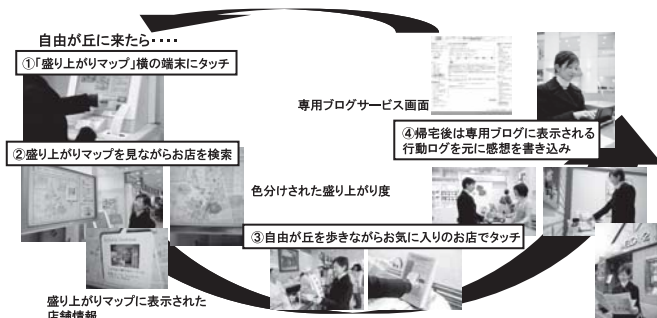 自由が丘に来たら････
①「盛り上がりマップ」横の端末にタッチ
専用ブログサービス画面
④帰宅後は専用ブログに表示される
行動ログを元に感想を書き込み
②盛り上がりマップを見ながらお店を検索
色分けされた盛り上がり度
③自由が丘を歩きながらお気に入りのお店でタッチ
盛り上がりマップに表示された
店舗情報